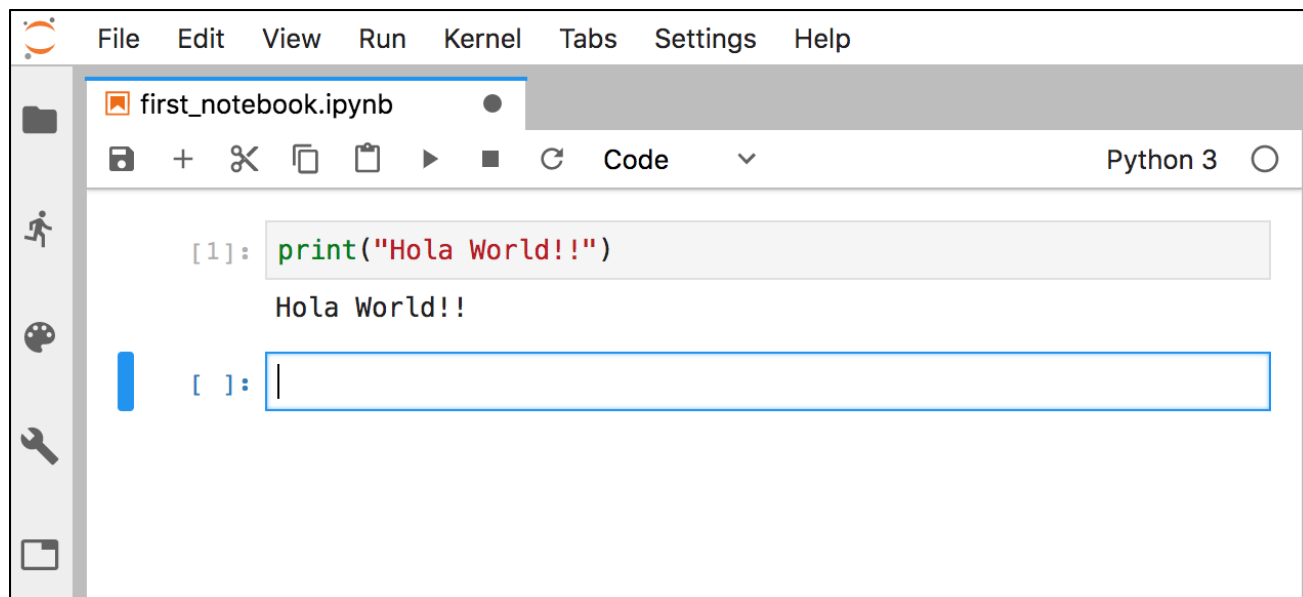 File Edit View Run Kernel Tabs Settings Help
first_notebook.ipynb
Code Python 3
[1]: print("Hola World!!")
Hola World!!
[ ]: